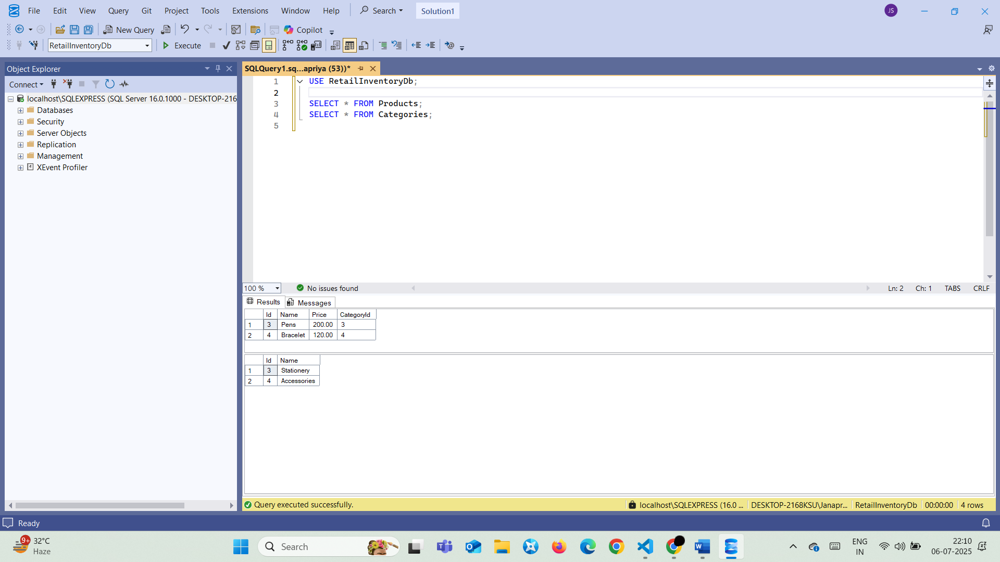 File Edit View Query Git Project Tools Extensions Window Help Search Solution1 JS
New Query Copilot
RetailInventoryDb Execute
Object Explorer
Connect
localhost\SQLEXPRESS (SQL Server 16.0.1000 - DESKTOP-216
Databases
Security
Server Objects
Replication
Management
XEvent Profiler
SQLQuery1.sq...apriya (53))*
1 USE RetailInventoryDb;
2
3 SELECT * FROM Products;
4 SELECT * FROM Categories;
5
100 % No issues found Ln: 2 Ch: 1 TABS CRLF
Results Messages
Id Name Price CategoryId
1 3 Pens 200.00 3
2 4 Bracelet 120.00 4
Id Name
1 3 Stationery
2 4 Accessories
Query executed successfully. localhost\SQLEXPRESS (16.0 ... DESKTOP-2168KSU\Janapr... RetailInventoryDb 00:00:00 4 rows
Ready
9+ 32°C
Haze
Search
ENG
IN
22:10
06-07-2025